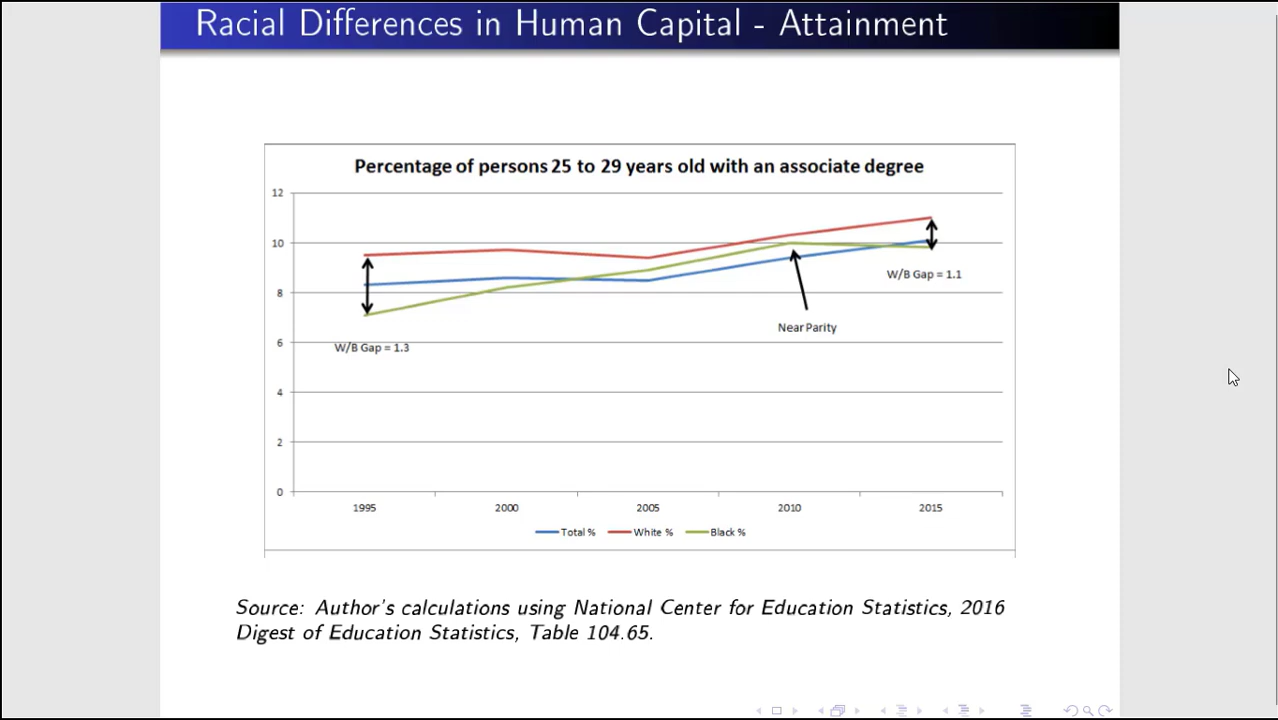 Racial Differences in Human Capital - Attainment
Percentage of persons 25 to 29 years old with an associate degree
12
10
8
6
4
2
0
W/B Gap = 1.1
Near Parity
W/B Gap = 1.3
1995 2000 2005 2010 2015
Total % White % Black %
Source: Author's calculations using National Center for Education Statistics, 2016
Digest of Education Statistics, Table 104.65.